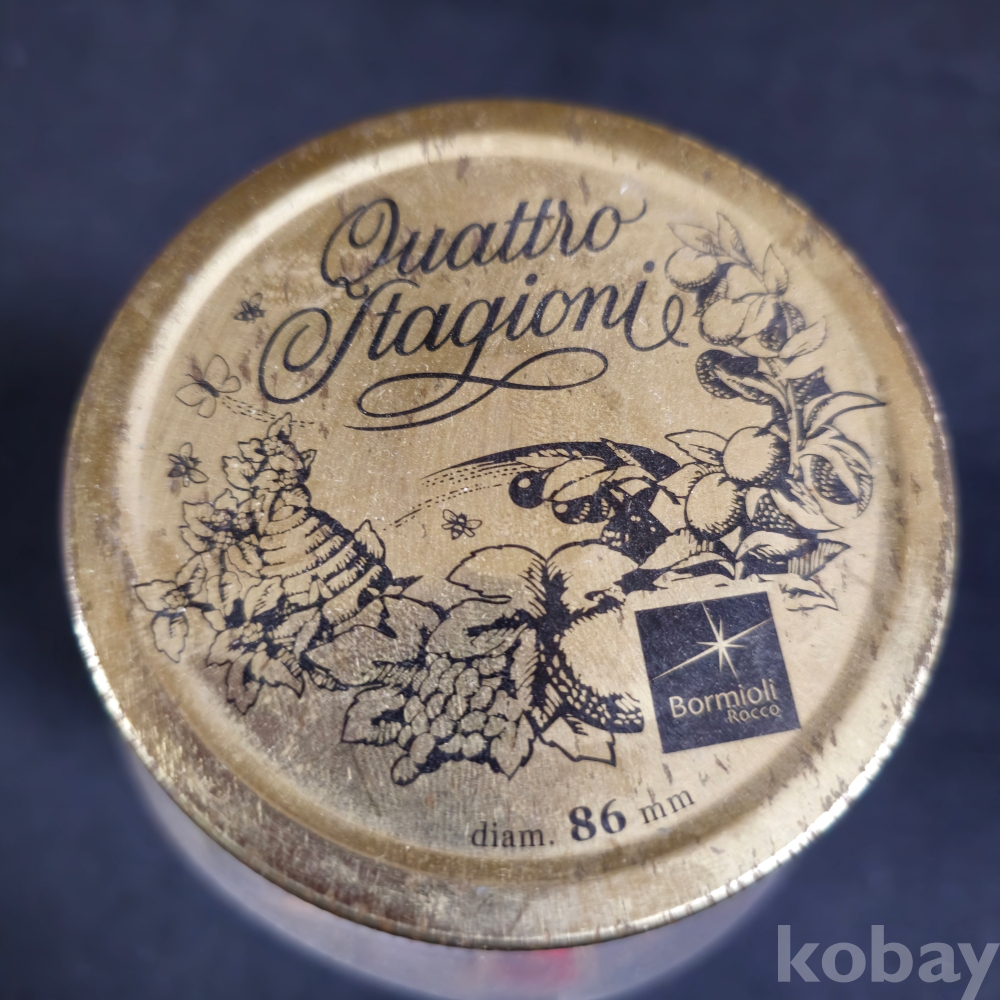 Quattro
Stagioni
Bormioli
Rocco
diam. 86 mm
kobay